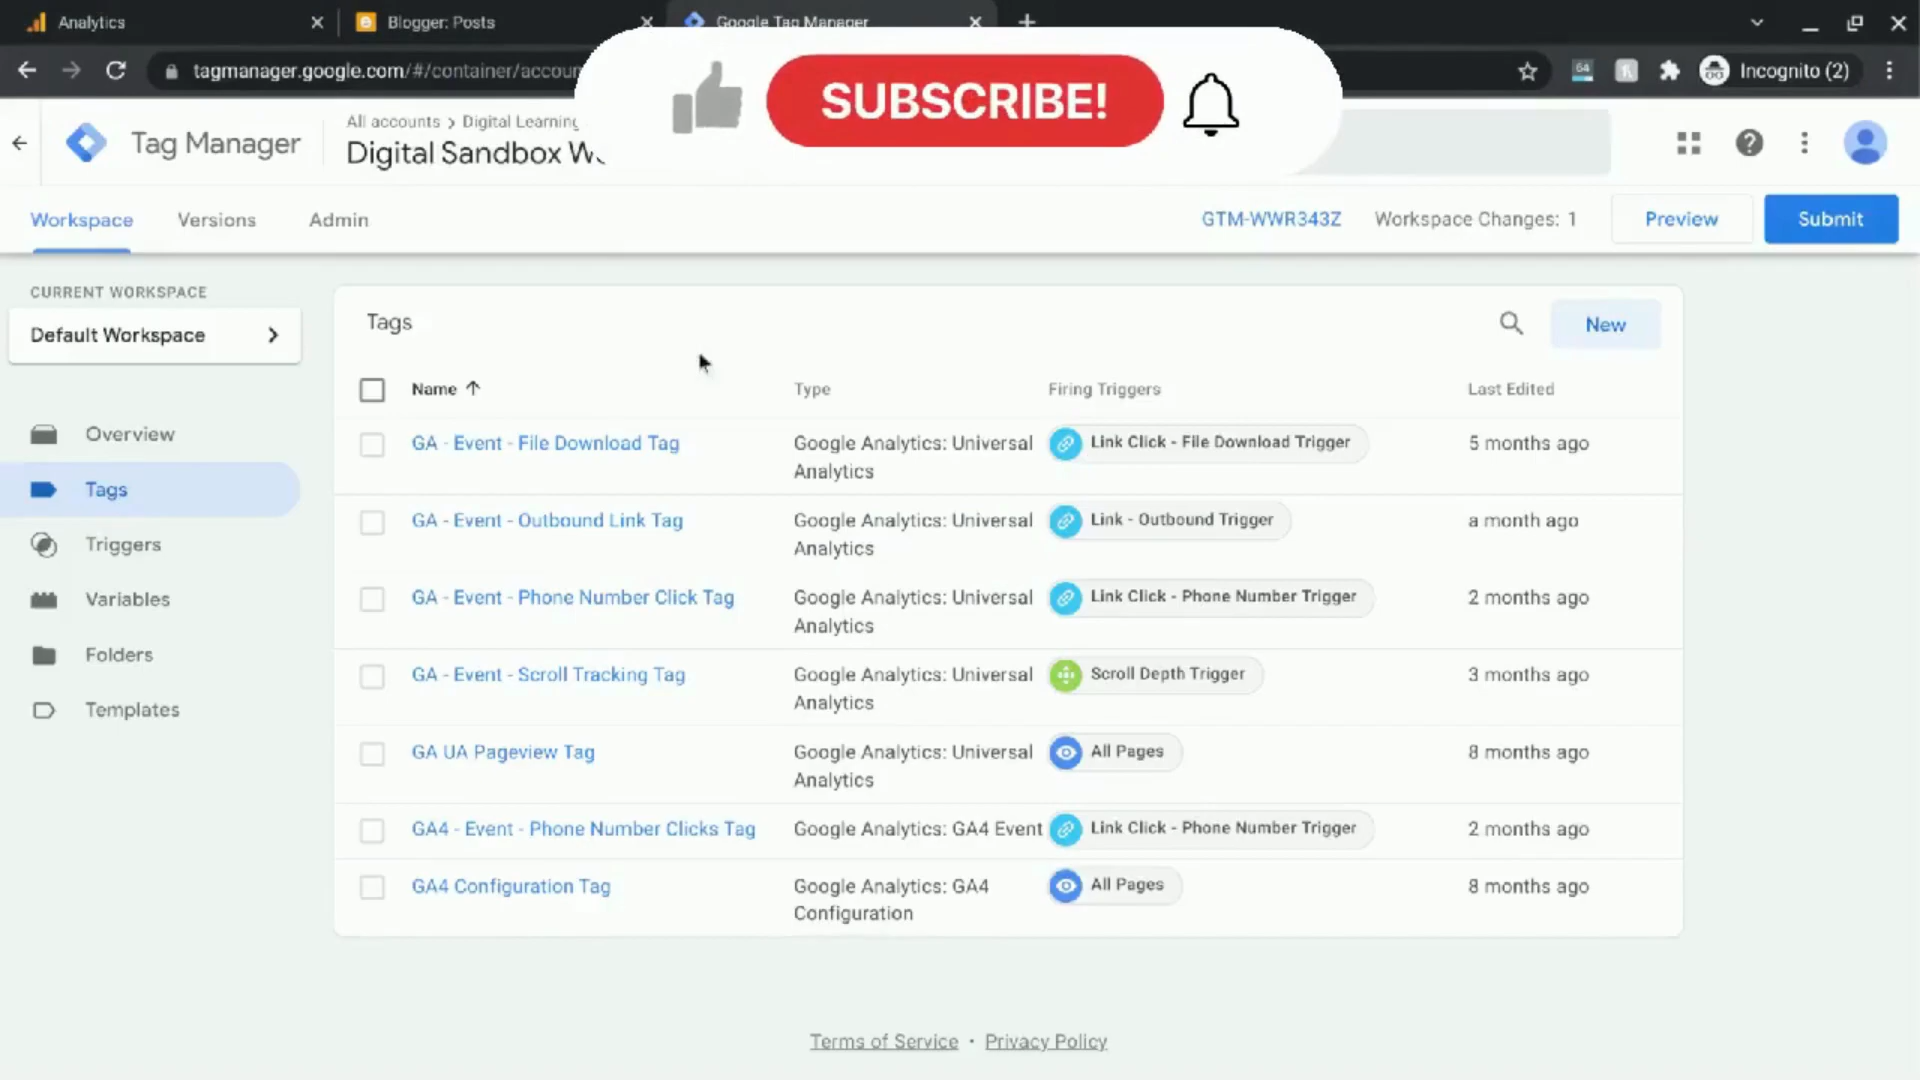 Analytics
Blogger: Posts
Google Tag Manager
tagmanager.google.com/#/container/accoun
SUBSCRIBE!
64
Incognito (2)
Tag Manager
All accounts > Digital Learning
Digital Sandbox W
Workspace
Versions
Admin
GTM-WWR343Z
Workspace Changes: 1
Preview
Submit
CURRENT WORKSPACE
Default Workspace
Overview
Tags
Triggers
Variables
Folders
Templates
Tags
New
Name
Type
Firing Triggers
Last Edited
GA - Event - File Download Tag
Google Analytics: Universal
Analytics
Link Click - File Download Trigger
5 months ago
GA - Event - Outbound Link Tag
Google Analytics: Universal
Analytics
Link - Outbound Trigger
a month ago
GA - Event - Phone Number Click Tag
Google Analytics: Universal
Analytics
Link Click - Phone Number Trigger
2 months ago
GA - Event - Scroll Tracking Tag
Google Analytics: Universal
Analytics
Scroll Depth Trigger
3 months ago
GA UA Pageview Tag
Google Analytics: Universal
Analytics
All Pages
8 months ago
GA4 - Event - Phone Number Clicks Tag
Google Analytics: GA4 Event
Link Click - Phone Number Trigger
2 months ago
GA4 Configuration Tag
Google Analytics: GA4
Configuration
All Pages
8 months ago
Terms of Service · Privacy Policy